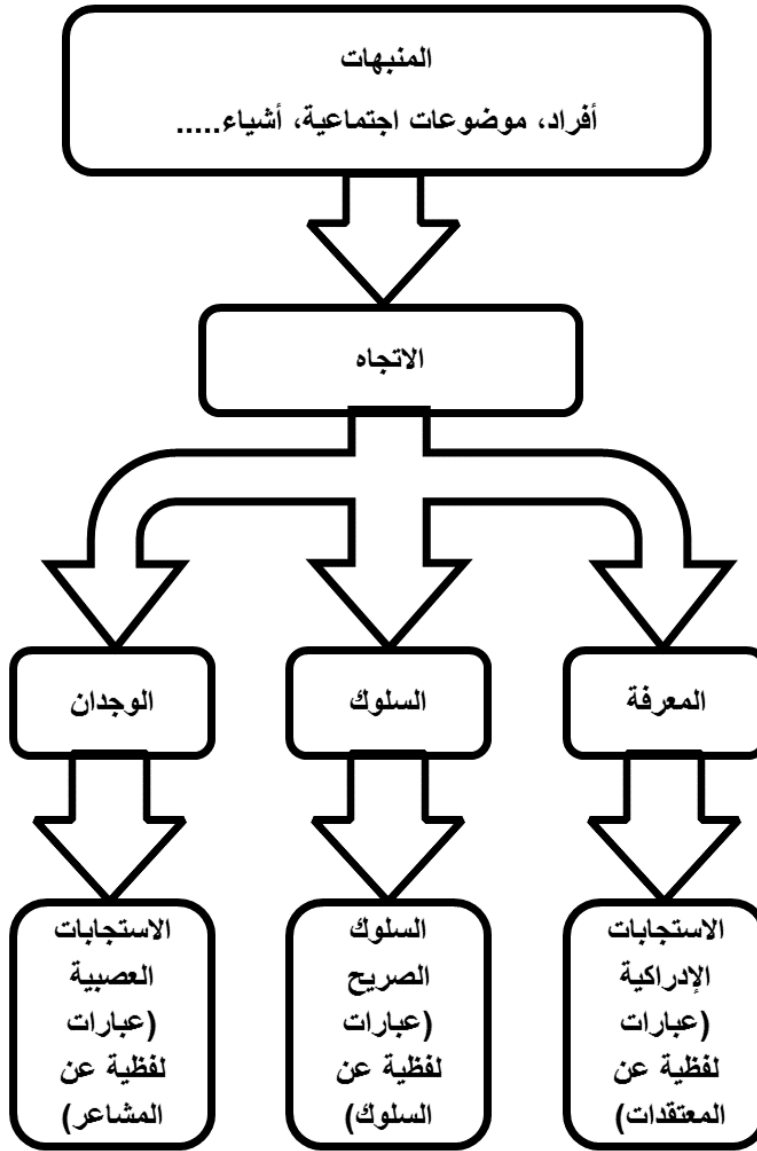 المنبهات
أفراد، موضوعات اجتماعية، أشياء.....
الاتجاه
المعرفة
السلوك
الوجدان
الاستجابات
الإدراكية
(عبارات
لفظية عن
المعتقدات)
السلوك
الصريح
(عبارات
لفظية عن
السلوك)
الاستجابات
العصبية
(عبارات
لفظية عن
المشاعر)